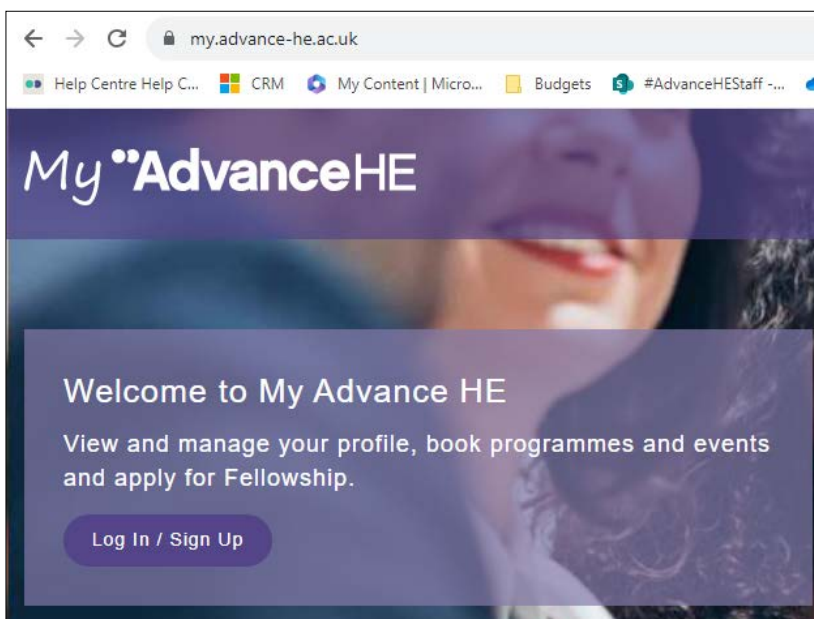 my.advance-he.ac.uk
Help Centre Help C... CRM My Content | Micro... Budgets #AdvanceHEStaff -...
My AdvanceHE
Welcome to My Advance HE
View and manage your profile, book programmes and events
and apply for Fellowship.
Log In / Sign Up